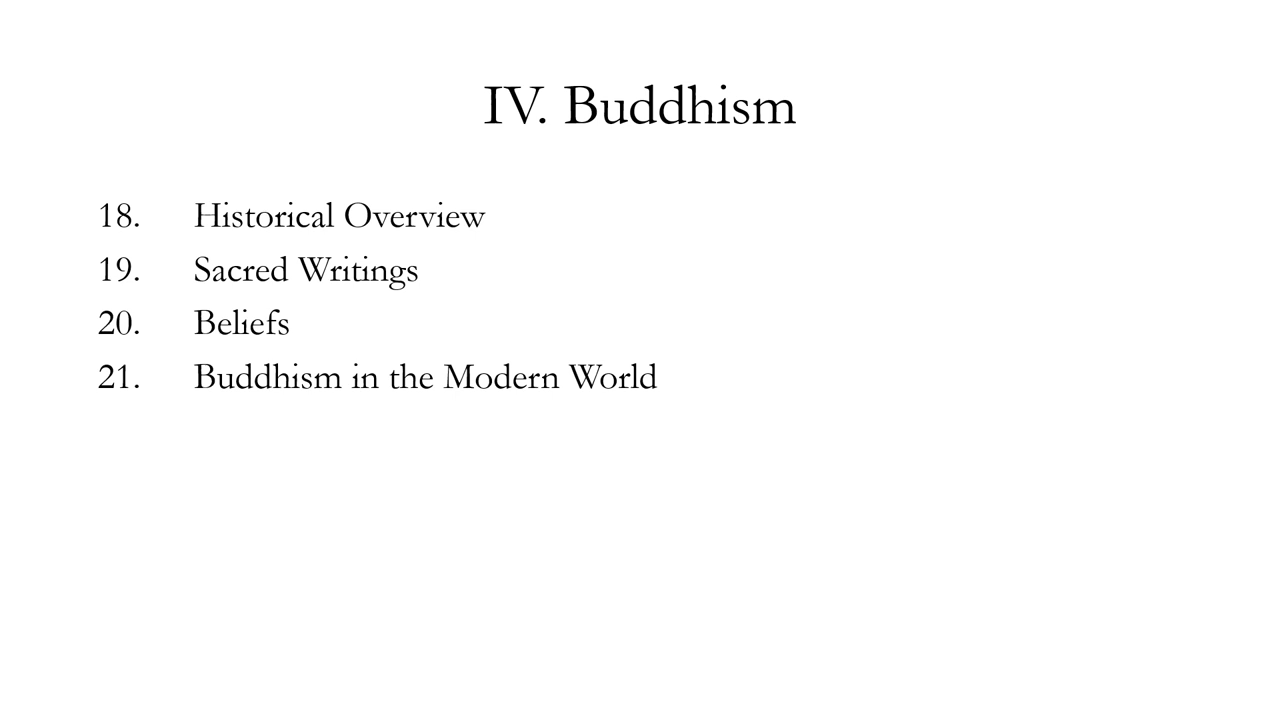 IV. Buddhism
18. Historical Overview
19. Sacred Writings
20. Beliefs
21. Buddhism in the Modern World